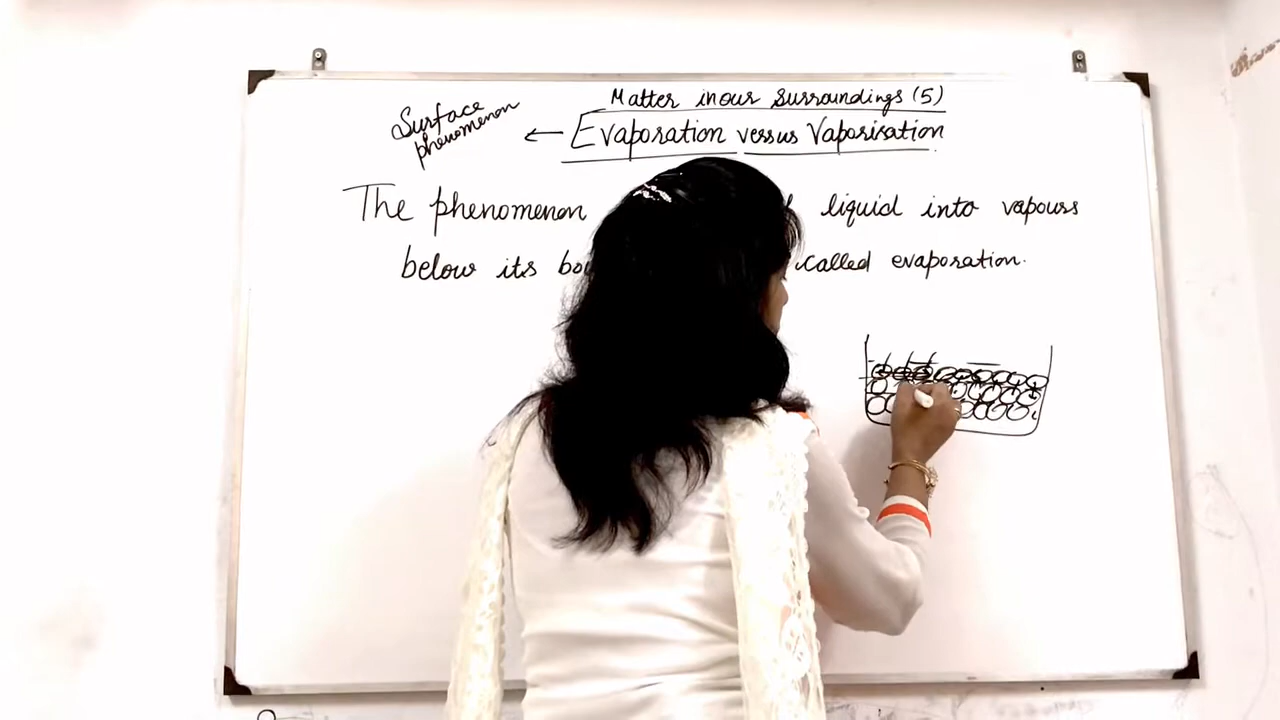 Matter in our Surroundings (5)
Surface
phenomenon
← Evaporation versus Vaporisation
The phenomenon liquid into vapours
below its called evaporation.